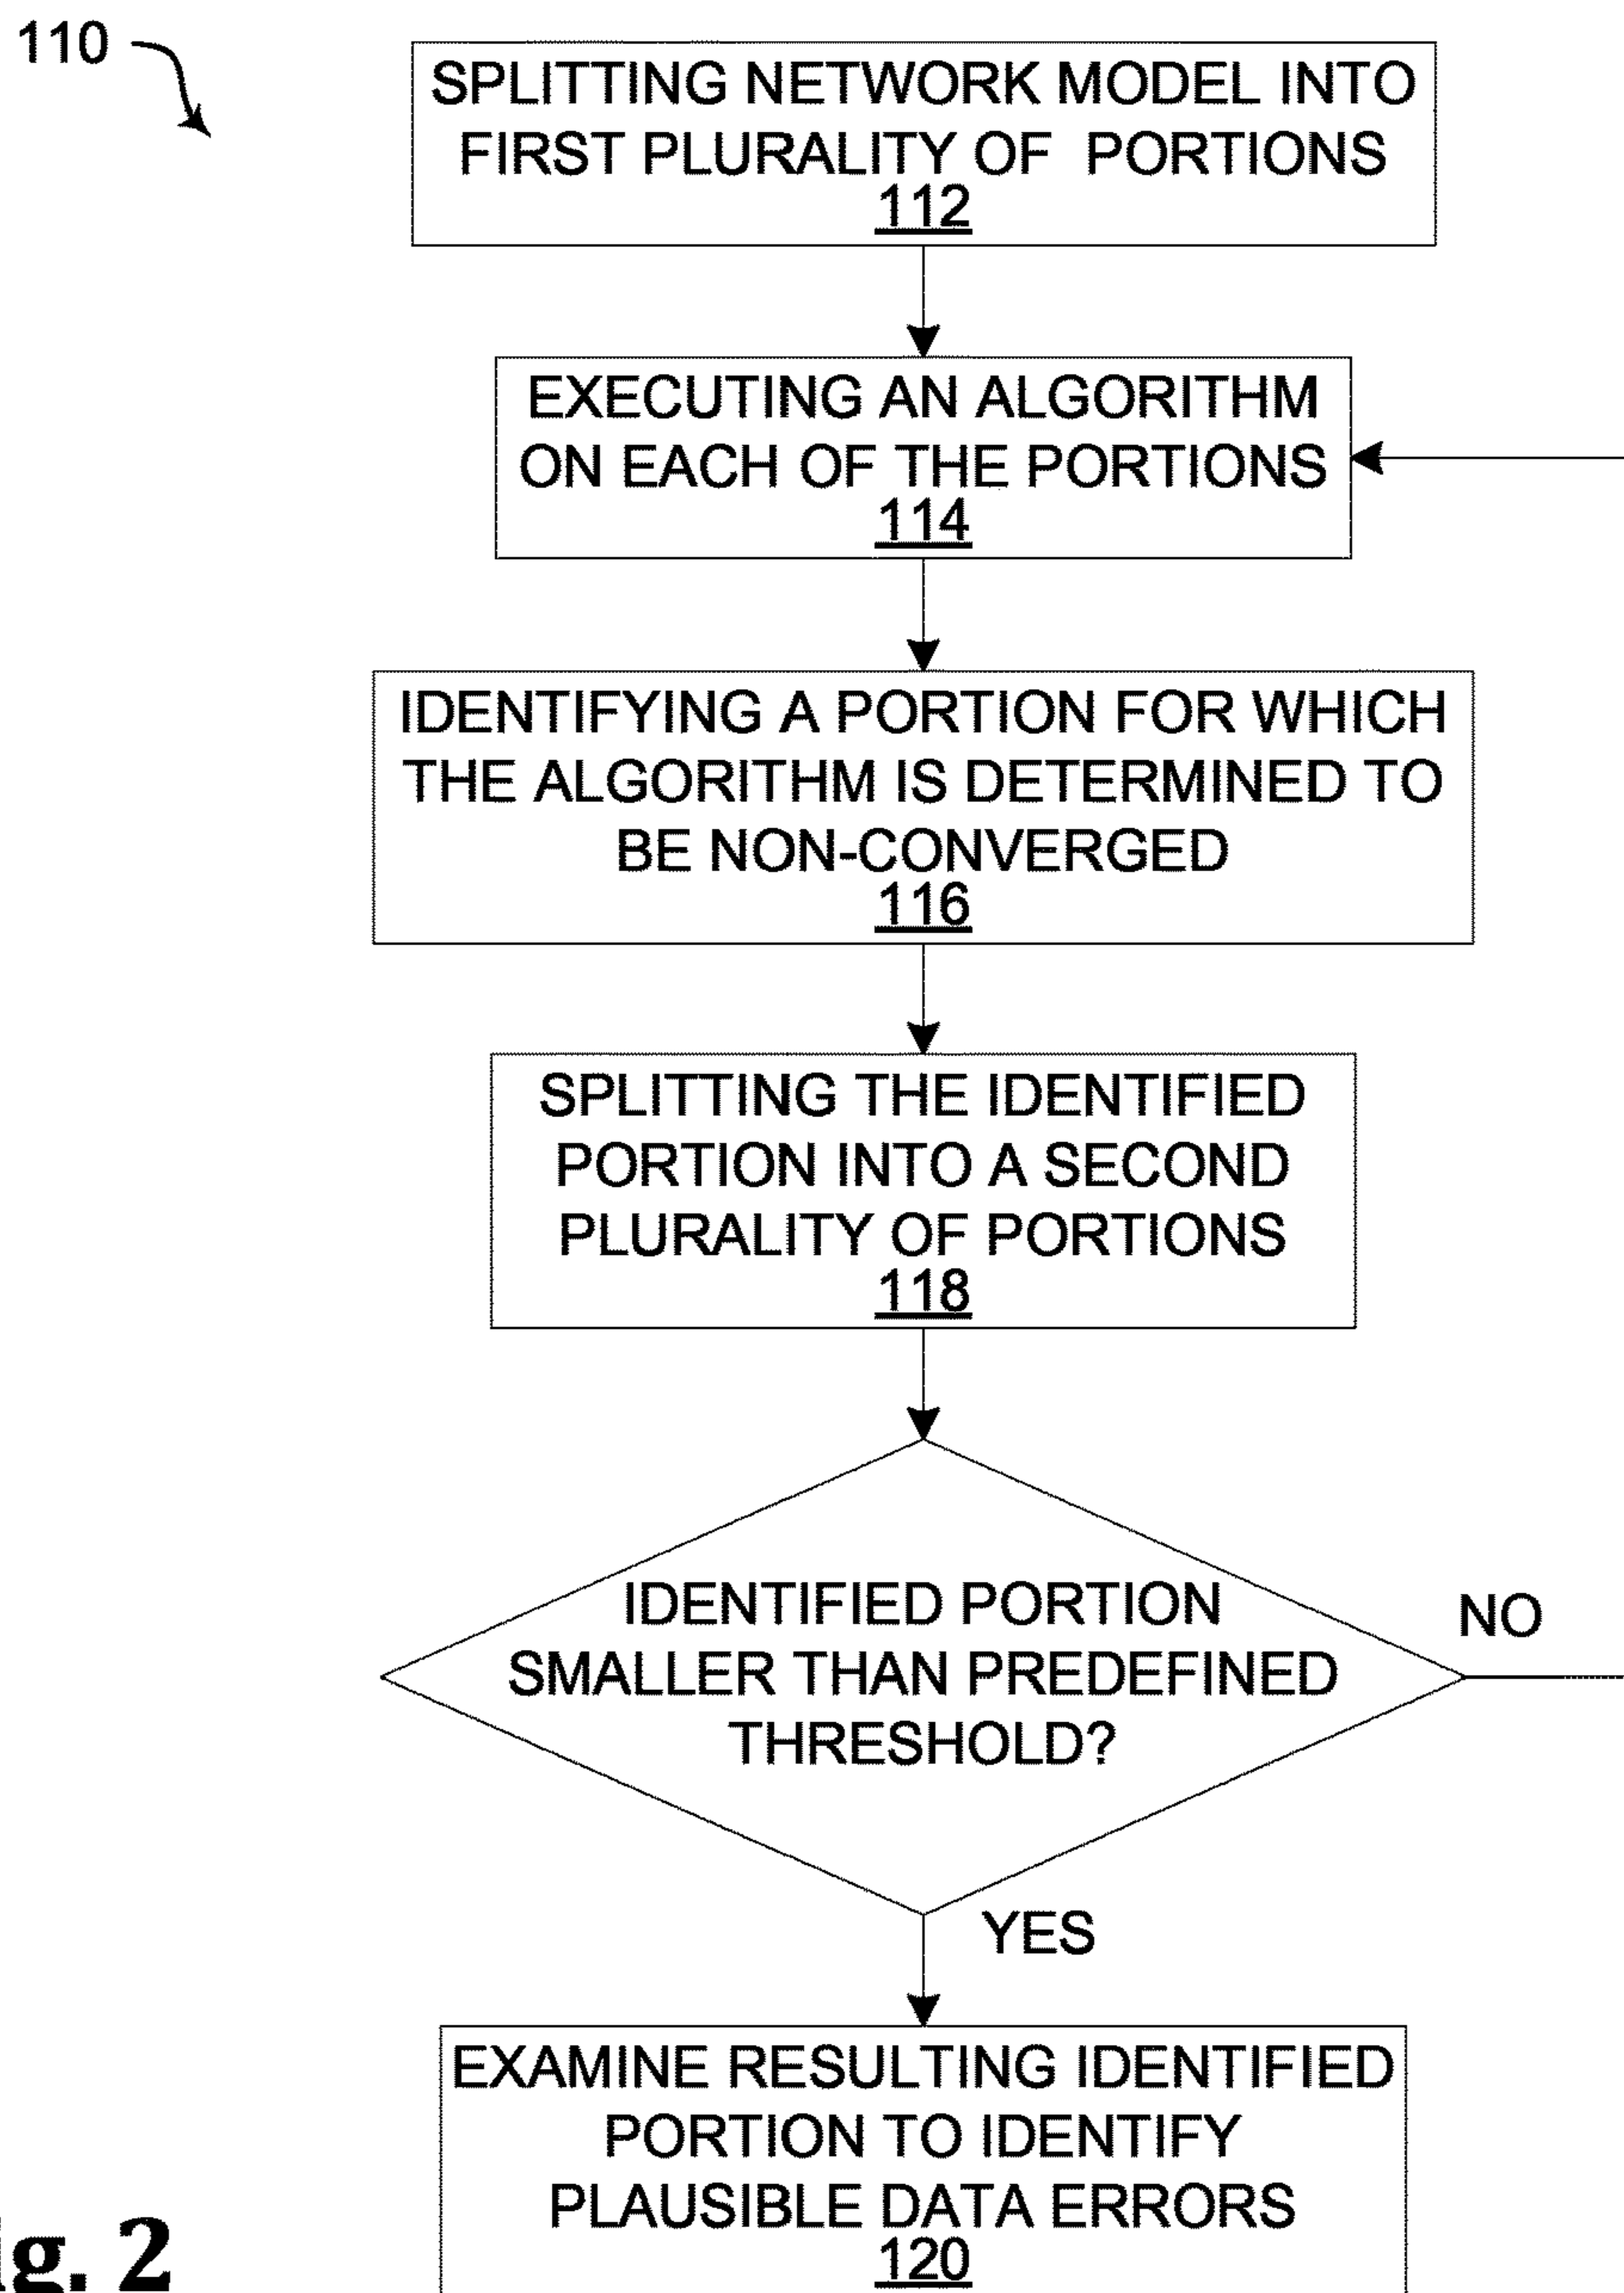 110
SPLITTING NETWORK MODEL INTO
FIRST PLURALITY OF PORTIONS
112
EXECUTING AN ALGORITHM
ON EACH OF THE PORTIONS
114
IDENTIFYING A PORTION FOR WHICH
THE ALGORITHM IS DETERMINED TO
BE NON-CONVERGED
116
SPLITTING THE IDENTIFIED
PORTION INTO A SECOND
PLURALITY OF PORTIONS
118
IDENTIFIED PORTION
SMALLER THAN PREDEFINED
THRESHOLD?
NO
YES
EXAMINE RESULTING IDENTIFIED
PORTION TO IDENTIFY
PLAUSIBLE DATA ERRORS
120
2